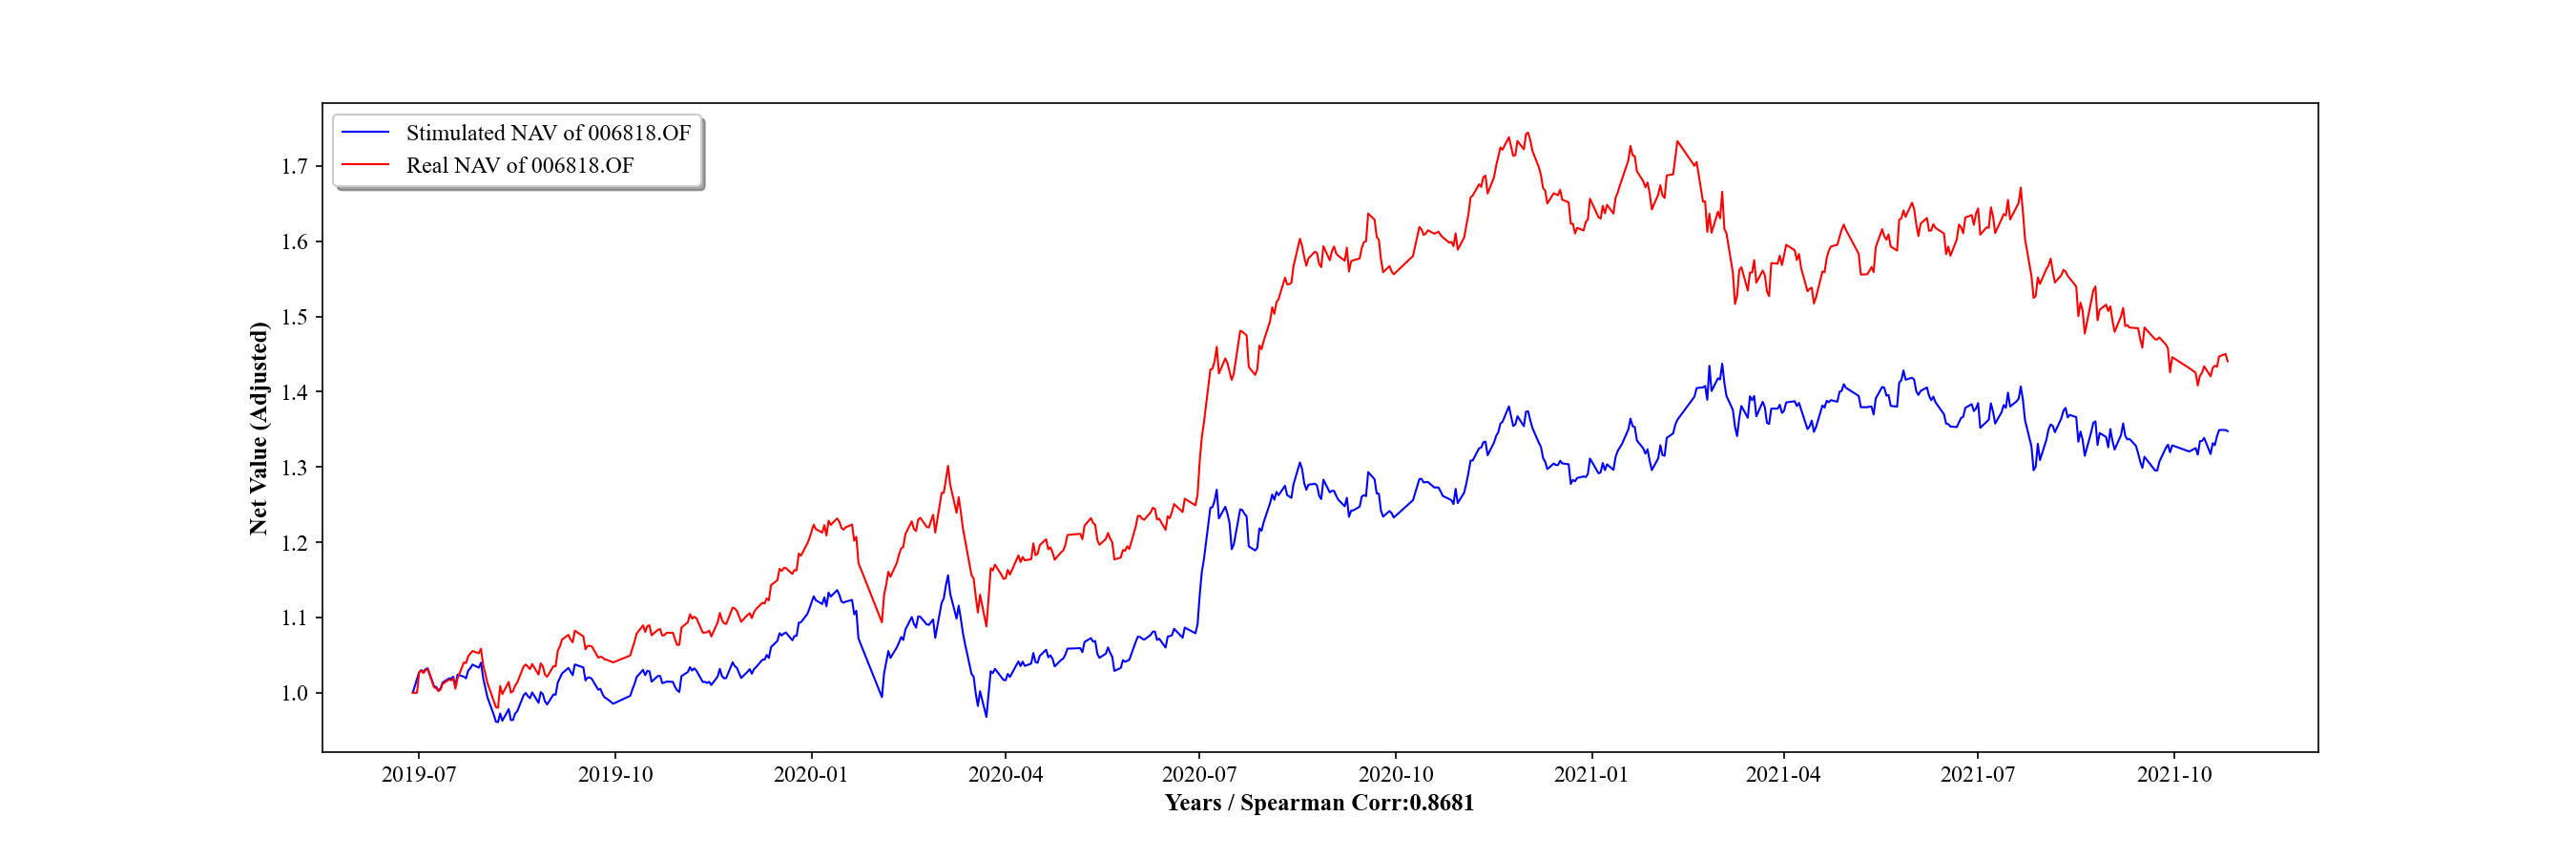 Stimulated NAV of 006818.OF
Real NAV of 006818.OF
Net Value (Adjusted)
1.7
1.6
1.5
1.4
1.3
1.2
1.1
1.0
2019-07 2019-10 2020-01 2020-04 2020-07 2020-10 2021-01 2021-04 2021-07 2021-10
Years / Spearman Corr:0.8681